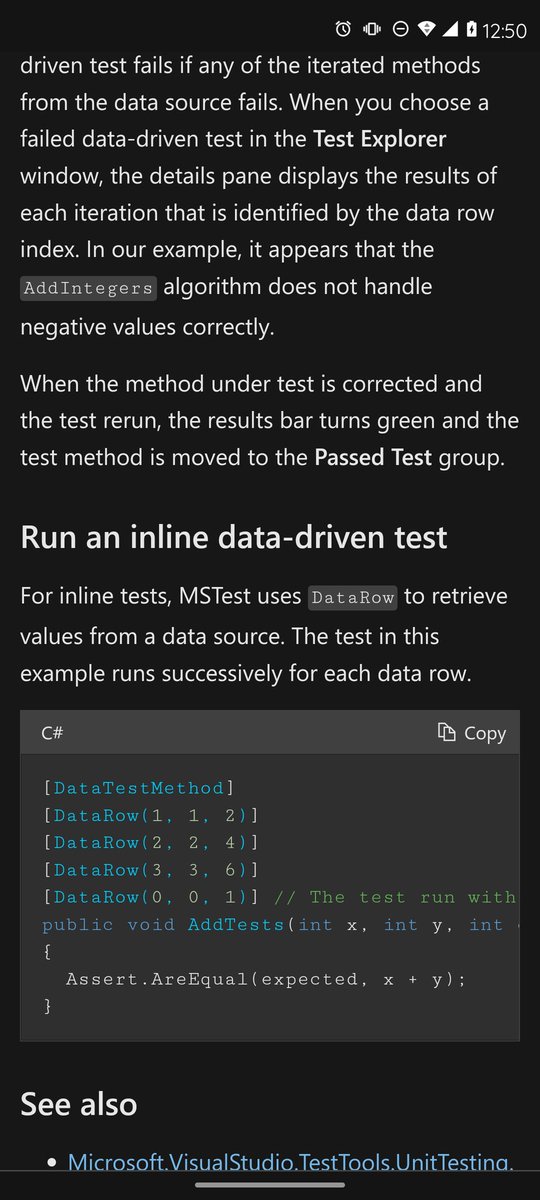 12:50
driven test fails if any of the iterated methods
from the data source fails. When you choose a
failed data-driven test in the Test Explorer
window, the details pane displays the results of
each iteration that is identified by the data row
index. In our example, it appears that the
AddIntegers algorithm does not handle
negative values correctly.
When the method under test is corrected and
the test rerun, the results bar turns green and the
test method is moved to the Passed Test group.
Run an inline data-driven test
For inline tests, MSTest uses DataRow to retrieve
values from a data source. The test in this
example runs successively for each data row.
C# Copy
[DataTestMethod]
[DataRow(1, 1, 2)]
[DataRow(2, 2, 4)]
[DataRow(3, 3, 6)]
[DataRow(0, 0, 1)] // The test run with
public void AddTests(int x, int y, int
{
Assert.AreEqual(expected, x + y);
}
See also
• Microsoft.VisualStudio.TestTools.UnitTesting.